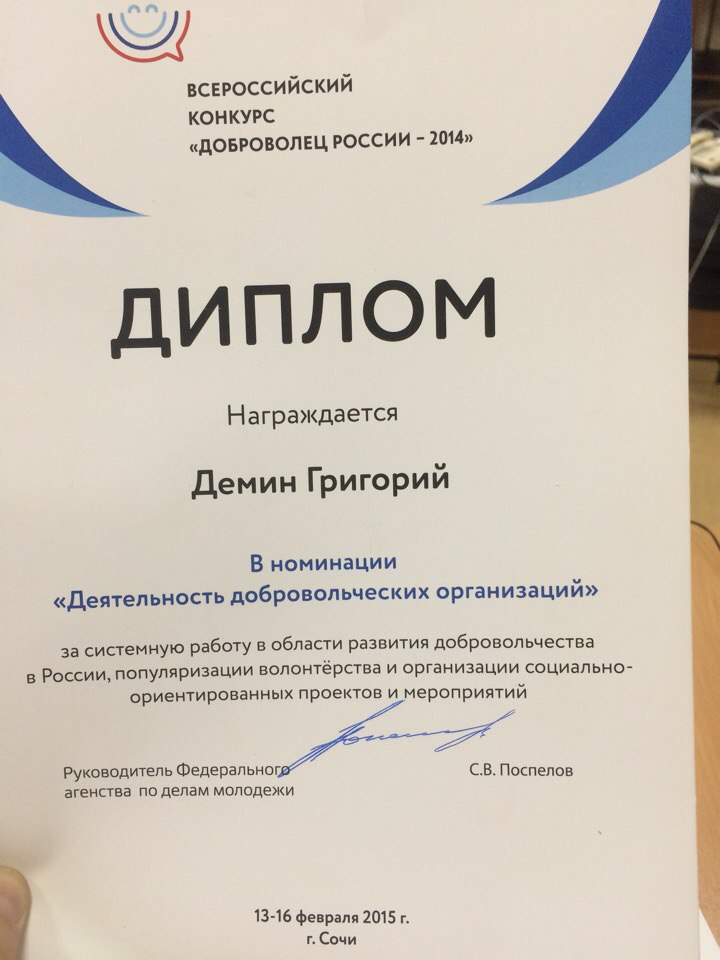 ВСЕРОССИЙСКИЙ
КОНКУРС
«ДОБРОВОЛЕЦ РОССИИ – 2014»
ДИПЛОМ
Награждается
Демин Григорий
В номинации
«Деятельность добровольческих организаций»
за системную работу в области развития добровольчества
в России, популяризации волонтёрства и организации социально-
ориентированных проектов и мероприятий
Руководитель Федерального
агенства по делам молодежи
С.В. Поспелов
13-16 февраля 2015 г.
г. Сочи